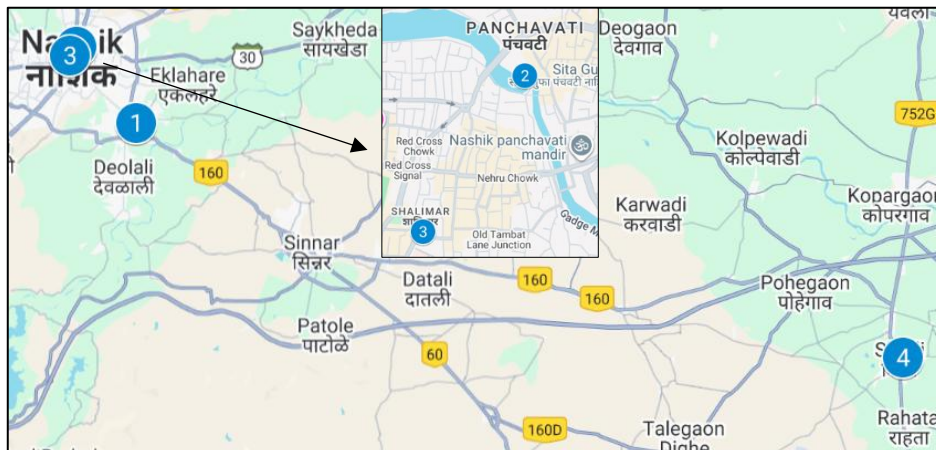 Saykheda
सायखेडा
30
Eklahare
एकलहरे
3
नाशिक
1
Deolali
देवळाली
160
Sinnar
सिन्नर
Datali
दातली
Patole
पाटोळे
60
160D
PANCHAVATI
पंचवटी
2
Sita Gu
Red Cross
Chowk
Red Cross
Signal
Nashik panchavati
mandir
Nehru Chowk
SHALIMAR
3
Old Tambat
Lane Junction
Gadge M
Deogaon
देवगाव
752G
Kolpewadi
कोल्पेवाडी
Kopargaon
कोपरगाव
Karwadi
करवाडी
160
160
Pohegaon
पोहेगाव
4
Rahata
राहता
Talegaon
Dighe